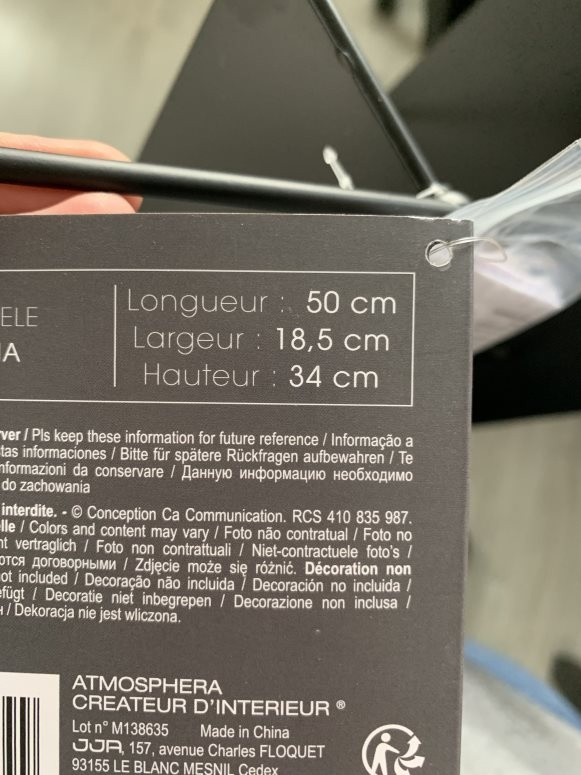 ELE
IA
Longueur : 50 cm
Largeur : 18,5 cm
Hauteur : 34 cm
ver / Pls keep these information for future reference / Informação a
stas informaciones / Bitte für spätere Rückfragen aufbewahren / Te
nformazioni da conservare / Данную информацию необходимо
do zachowania
interdite. - © Conception Ca Communication. RCS 410 835 987.
lle / Colors and content may vary / Foto não contratual / Foto no
nt vertraglich / Foto non contrattuali / Niet-contractuele foto's /
ются договорными / Zdjęcie może się różnić. Décoration non
ot included / Decoração não incluida / Decoración no incluida /
efügt / Decoratie niet inbegrepen / Decorazione non inclusa /
н / Dekoracja nie jest wliczona.
ATMOSPHERA
CREATEUR D'INTERIEUR ®
Lot n° M138635 Made in China
JJA, 157, avenue Charles FLOQUET
93155 LE BLANC MESNIL Cedex